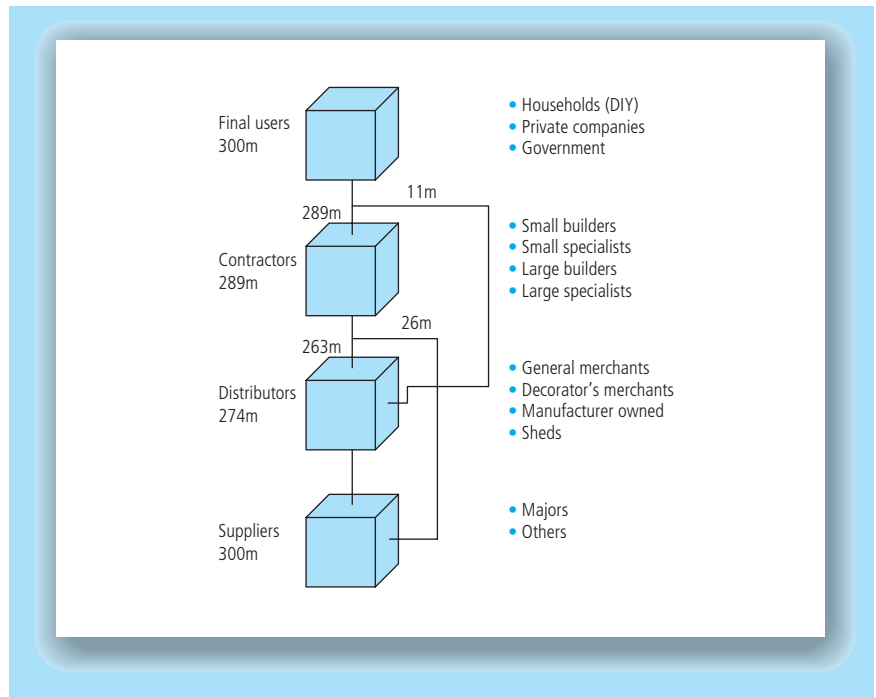 Final users
300m
• Households (DIY)
• Private companies
• Government
11m
289m
Contractors
289m
• Small builders
• Small specialists
• Large builders
• Large specialists
26m
263m
Distributors
274m
• General merchants
• Decorator's merchants
• Manufacturer owned
• Sheds
Suppliers
300m
• Majors
• Others